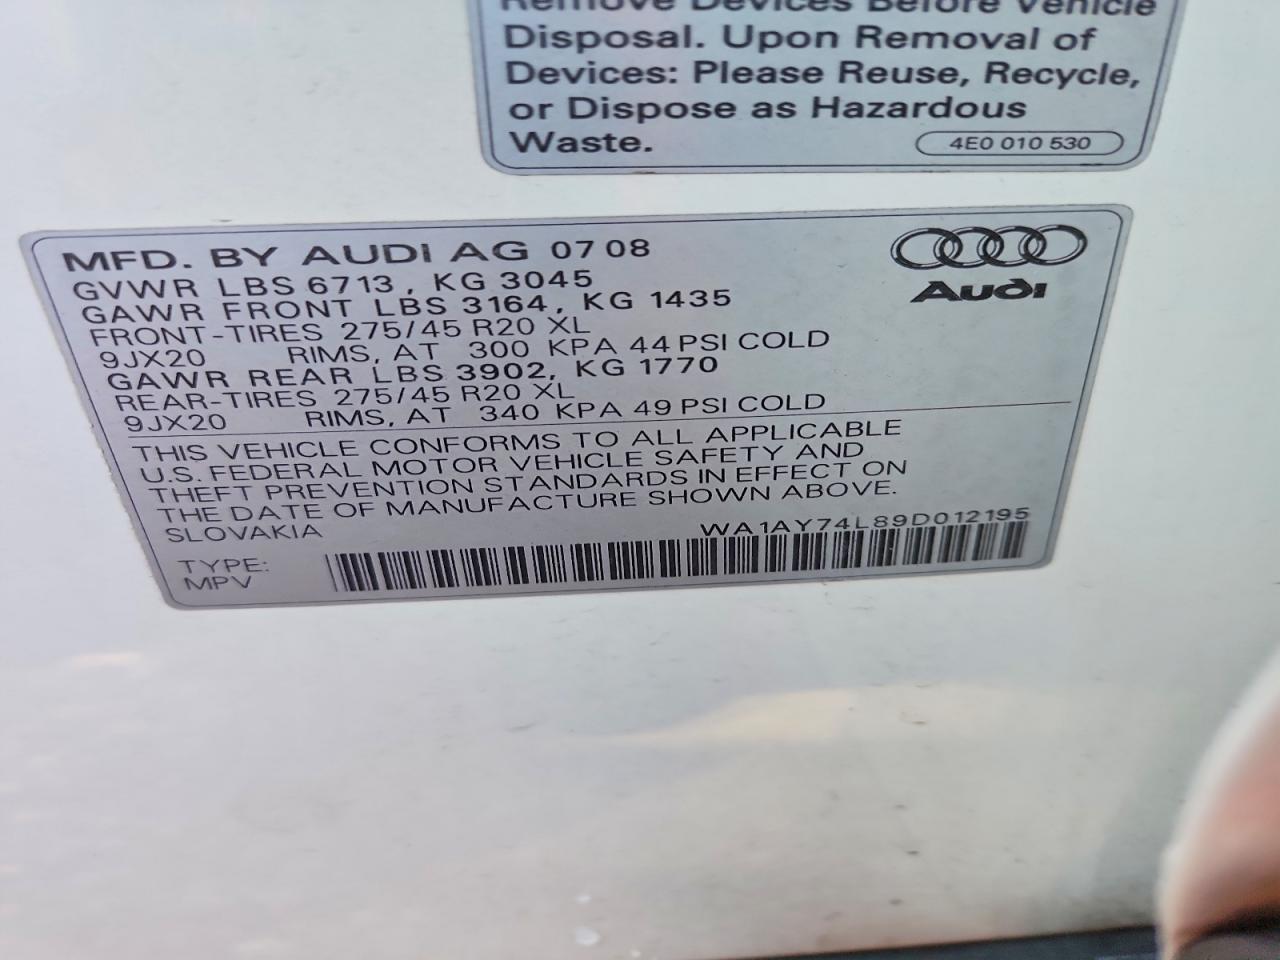 Remove Devices Before Vehicle
Disposal. Upon Removal of
Devices: Please Reuse, Recycle,
or Dispose as Hazardous
Waste.
4E0 010 530
MFD. BY AUDI AG 07 08
GVWR LBS 6713, KG 3045
GAWR FRONT LBS 3164, KG 1435
FRONT-TIRES 275/45 R20 XL
9JX20 RIMS, AT 300 KPA 44 PSI COLD
GAWR REAR LBS 3902, KG 1770
REAR-TIRES 275/45 R20 XL
9JX20 RIMS, AT 340 KPA 49 PSI COLD
Audi
THIS VEHICLE CONFORMS TO ALL APPLICABLE
U.S. FEDERAL MOTOR VEHICLE SAFETY AND
THEFT PREVENTION STANDARDS IN EFFECT ON
THE DATE OF MANUFACTURE SHOWN ABOVE.
SLOVAKIA
WA1AY74L89D012195
TYPE:
MPV